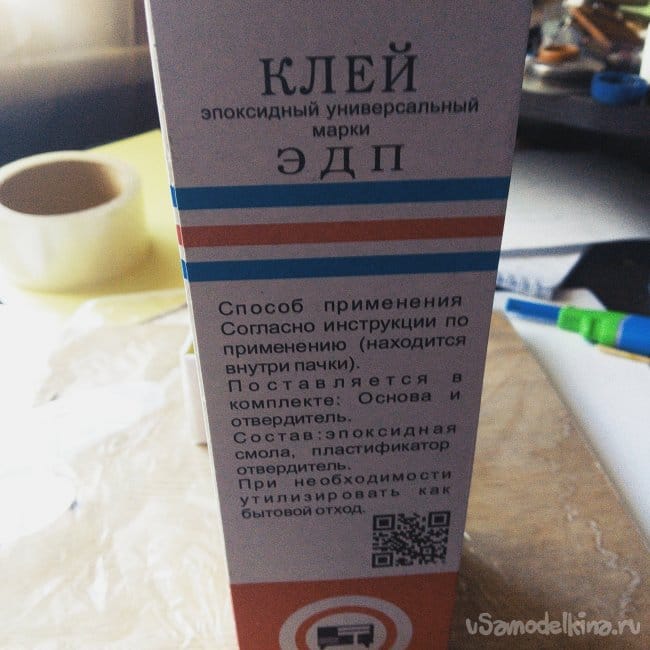 КЛЕЙ
эпоксидный универсальный
марки
ЭДП
Способ применения
Согласно инструкции по
применению (находится
внутри пачки).
Поставляется в
комплекте: Основа и
отвердитель.
Состав:эпоксидная
смола, пластификатор
отвердитель.
При необходимости
утилизировать как
бытовой отход.
uSamodelkina.ru